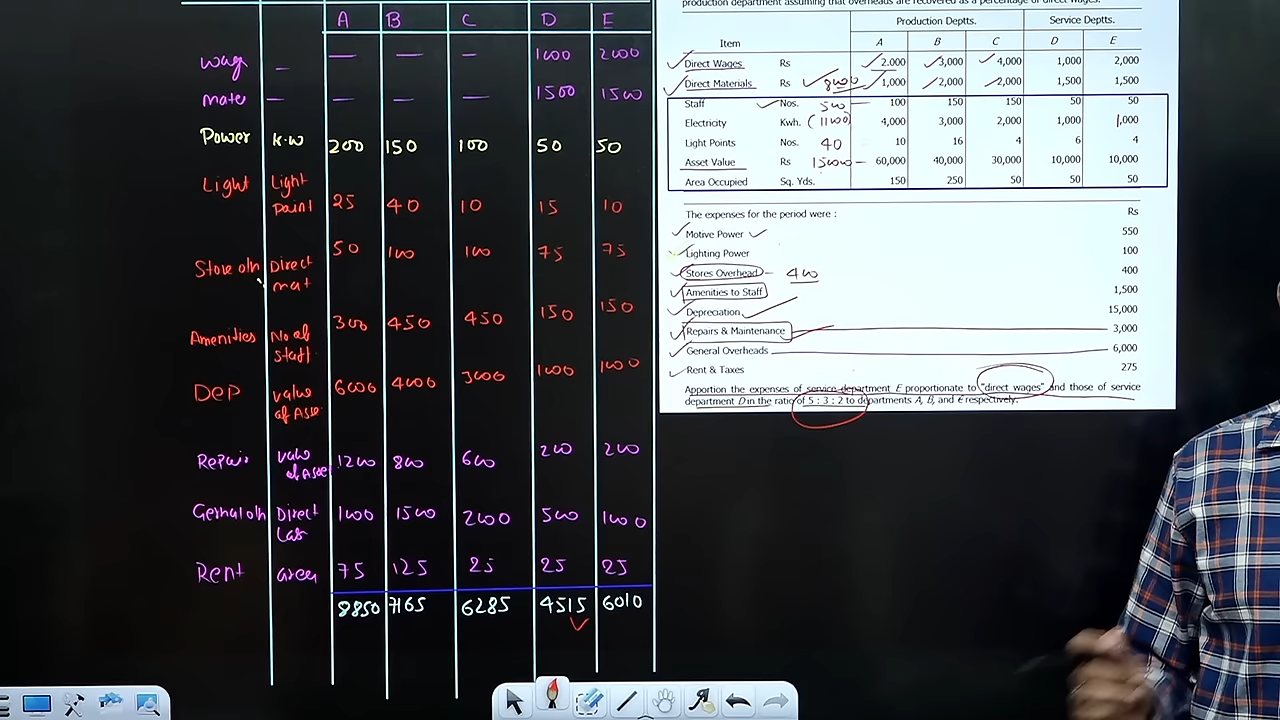 A B C D E
wage — — — — 1000 2000
mate — — — — 1500 1500
Power K.W 200 150 100 50 50
Light Light Point 25 40 10 15 10
Store oth Direct mat 50 100 100 75 75
Amenities No of staff 300 450 450 150 150
DEP value of Asse 6000 4000 3000 1000 1000
Repair valu of Asse 1200 800 600 200 200
Genral oth Direct Lab 1000 1500 2000 500 1000
Rent area 75 125 25 25 25
8850 7165 6285 4515 6010
production department assuming that overheads are recovered as a percentage of direct wages.
Production Deptts. Service Deptts.
Item A B C D E
Direct Wages Rs 2.000 3,000 4,000 1,000 2,000
Direct Materials Rs 8000 1,000 2,000 2,000 1,500 1,500
Staff Nos. 500 100 150 150 50 50
Electricity Kwh. (1100) 4,000 3,000 2,000 1,000 1,000
Light Points Nos. 40 10 16 4 6 4
Asset Value Rs 15000 60,000 40,000 30,000 10,000 10,000
Area Occupied Sq. Yds. 150 250 50 50 50
The expenses for the period were : Rs
Motive Power 550
Lighting Power 100
Stores Overhead 400 400
Amenities to Staff 1,500
Depreciation 15,000
Repairs & Maintenance 3,000
General Overheads 6,000
Rent & Taxes 275
Apportion the expenses of service department E proportionate to "direct wages" and those of service
department D in the ratio of 5 : 3 : 2 to departments A, B, and C respectively.